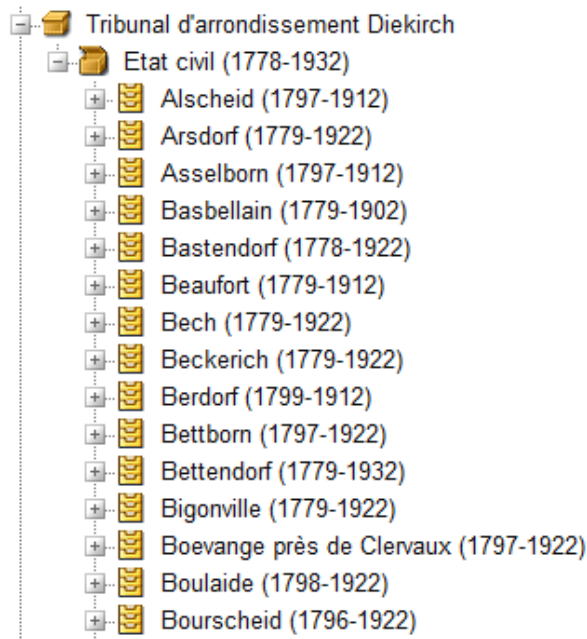 Tribunal d'arrondissement Diekirch
Etat civil (1778-1932)
Alscheid (1797-1912)
Arsdorf (1779-1922)
Asselborn (1797-1912)
Basbellain (1779-1902)
Bastendorf (1778-1922)
Beaufort (1779-1912)
Bech (1779-1922)
Beckerich (1779-1922)
Berdorf (1799-1912)
Bettborn (1797-1922)
Bettendorf (1779-1932)
Bigonville (1779-1922)
Boevange près de Clervaux (1797-1922)
Boulaide (1798-1922)
Bourscheid (1796-1922)